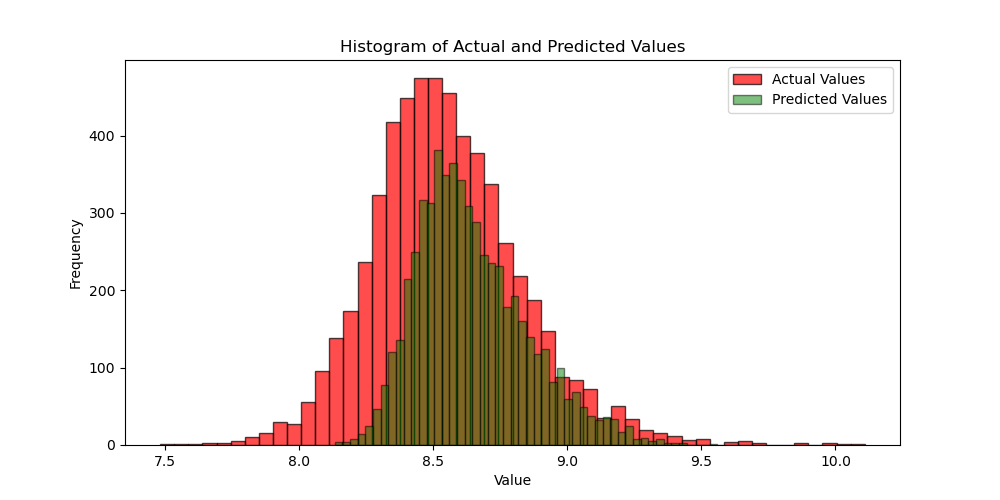 Histogram of Actual and Predicted Values
Actual Values
Predicted Values
Frequency
400
300
200
100
0
7.5 8.0 8.5 9.0 9.5 10.0
Value